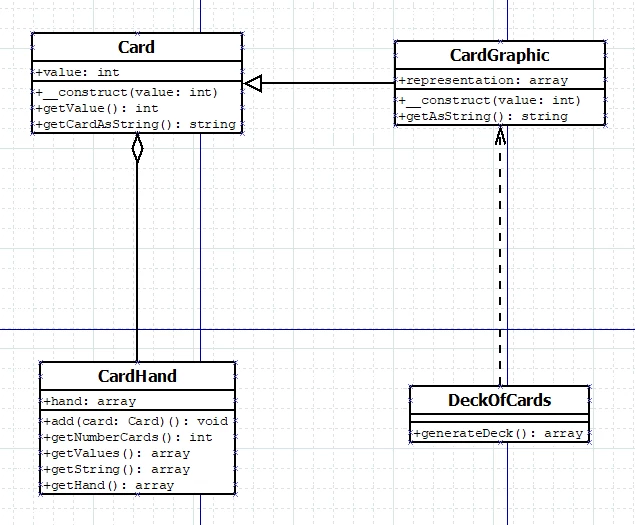 Card
+value: int
+__construct(value: int)
+getValue(): int
+getCardAsString(): string
CardGraphic
+representation: array
+__construct(value: int)
+getAsString(): string
CardHand
+hand: array
+add(card: Card)(): void
+getNumberCards(): int
+getValues(): array
+getString(): array
+getHand(): array
DeckOfCards
+generateDeck(): array